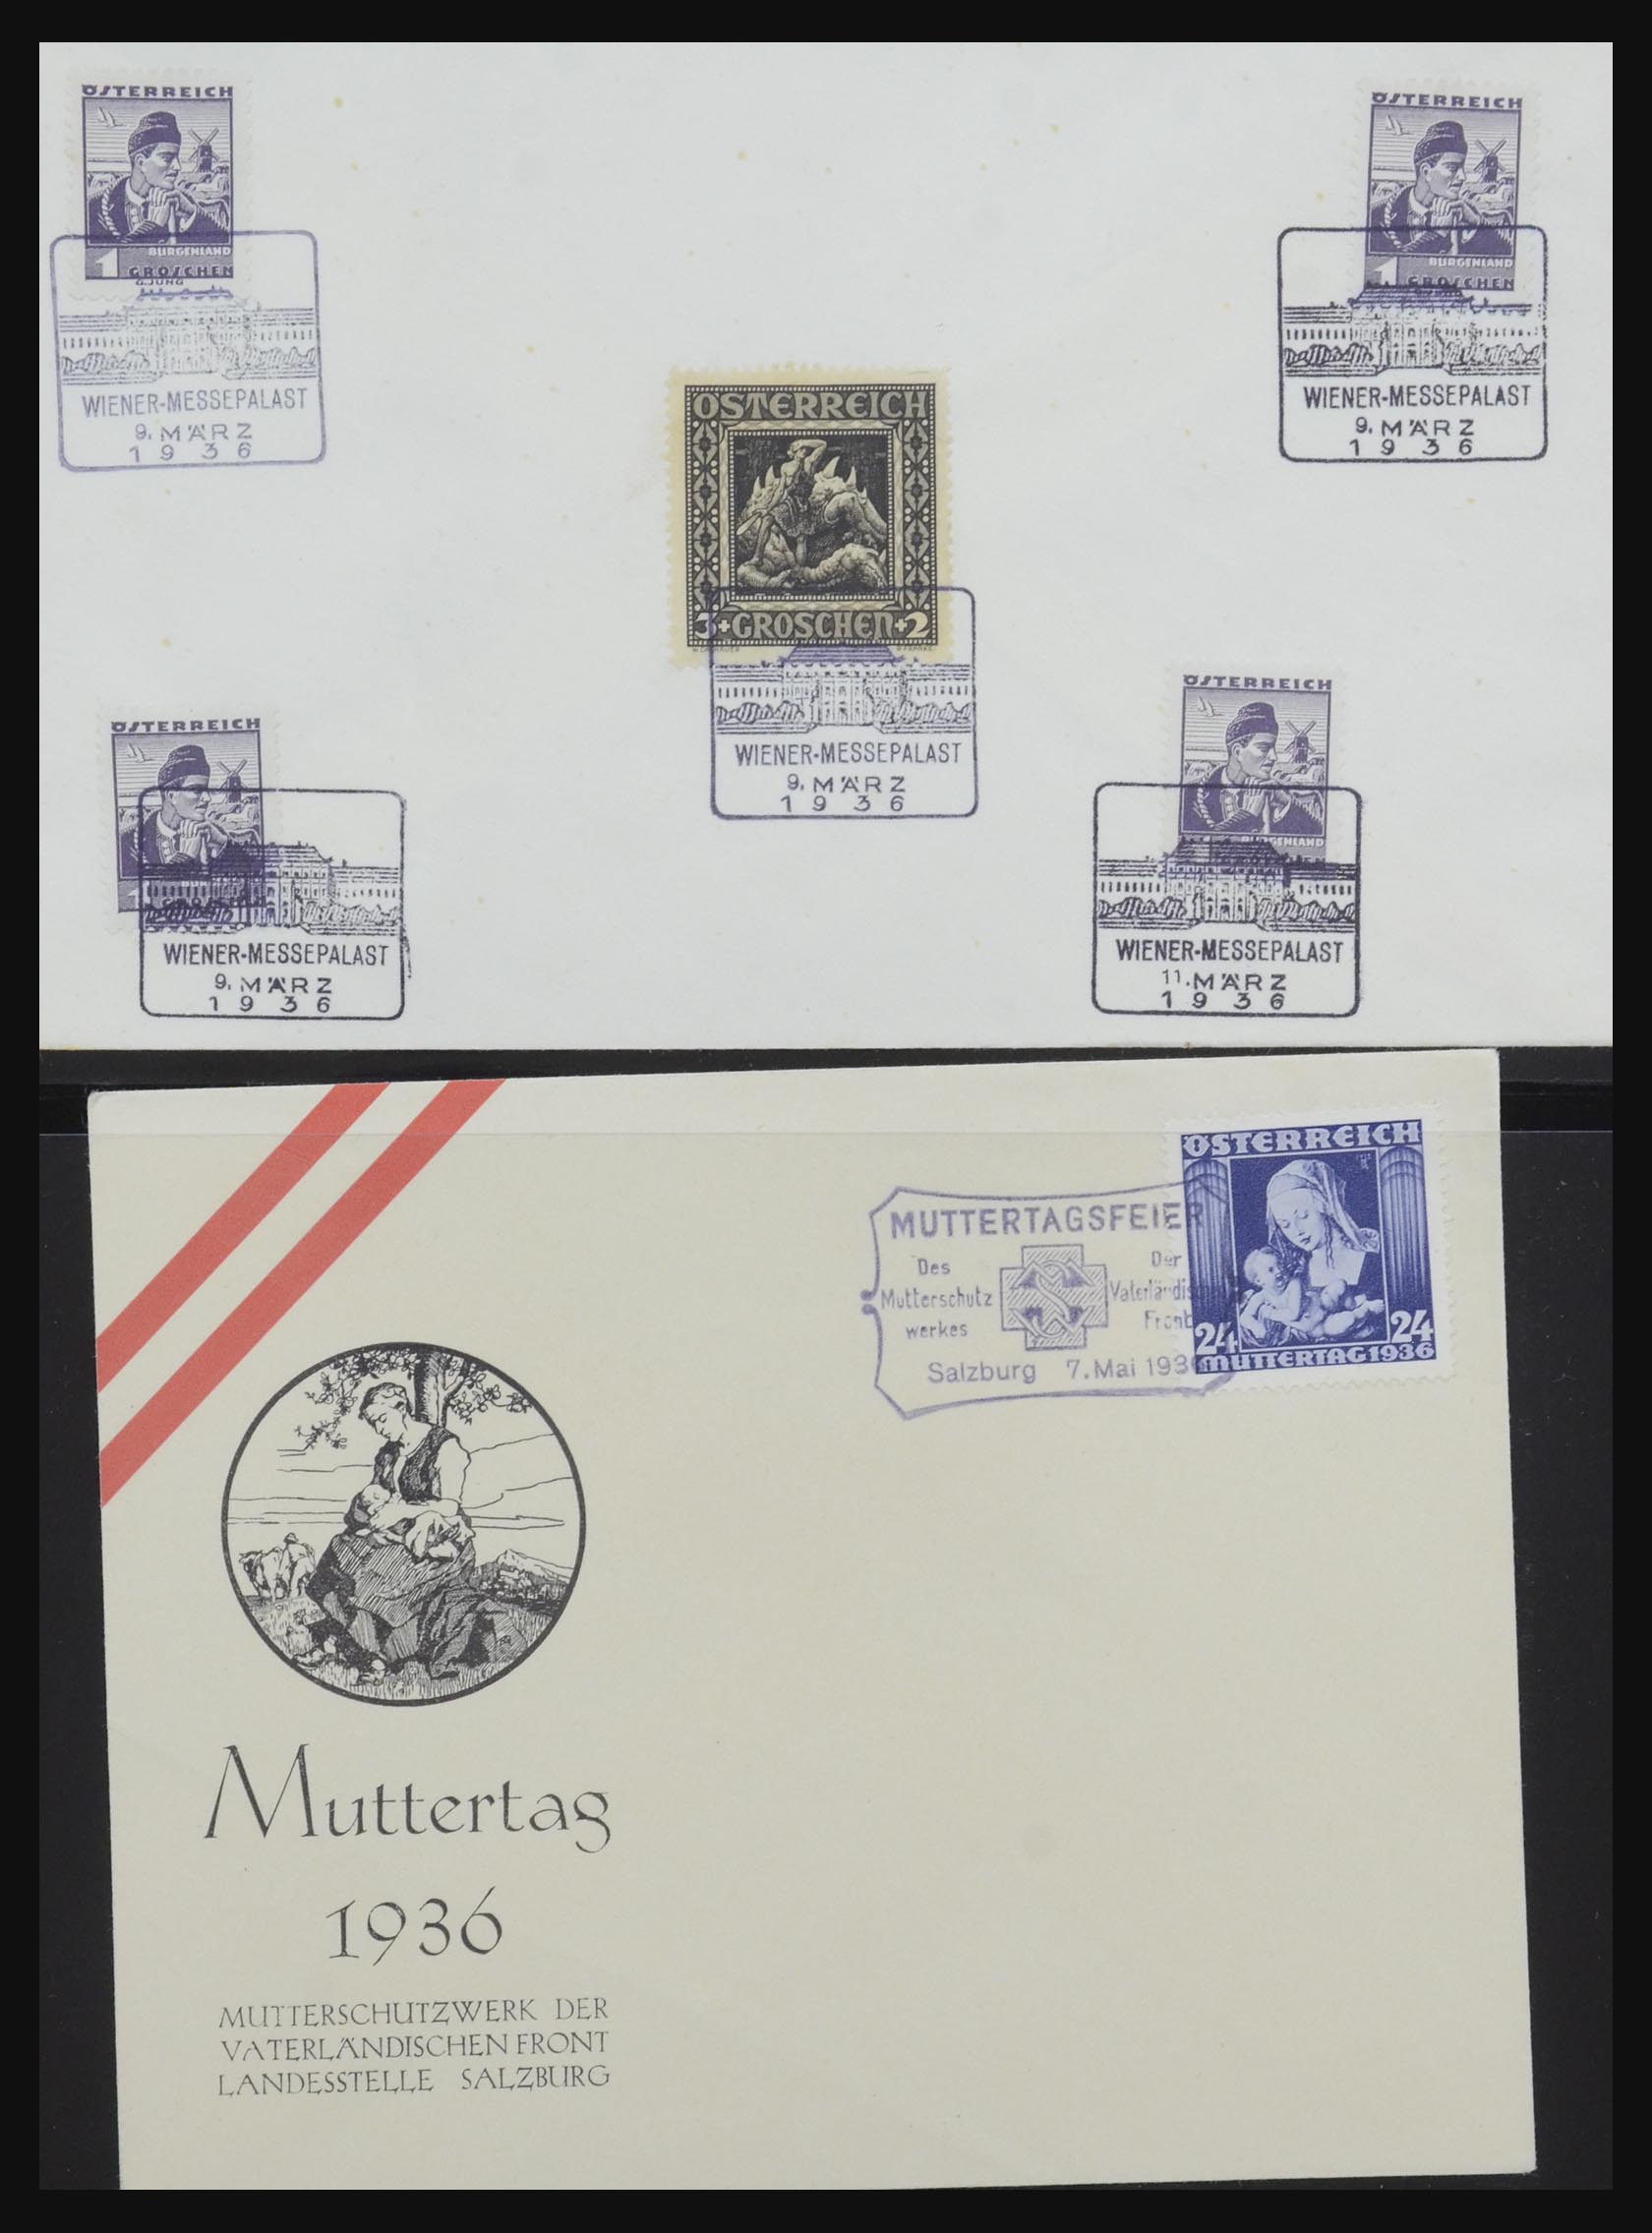 ÖSTERREICH
BURGENLAND
1 GROSCHEN
G.JUNG
WIENER-MESSEPALAST
9. MÄRZ
1936
ÖSTERREICH
BURGENLAND
1 GROSCHEN
WIENER-MESSEPALAST
9. MÄRZ
1936
ÖSTERREICH
3+GROSCHEN+2
WIENER-MESSEPALAST
9. MÄRZ
1936
ÖSTERREICH
WIENER-MESSEPALAST
9. MÄRZ
1936
ÖSTERREICH
WIENER-MESSEPALAST
11. MÄRZ
1936
MUTTERTAGSFEIER
Des Der
Mutterschutz
werkes
Salzburg 7. Mai
ÖSTERREICH
24 24
MUTTERTAG 1936
Muttertag
1936
MUTTERSCHUTZWERK DER
VATERLÄNDISCHEN FRONT
LANDESSTELLE SALZBURG